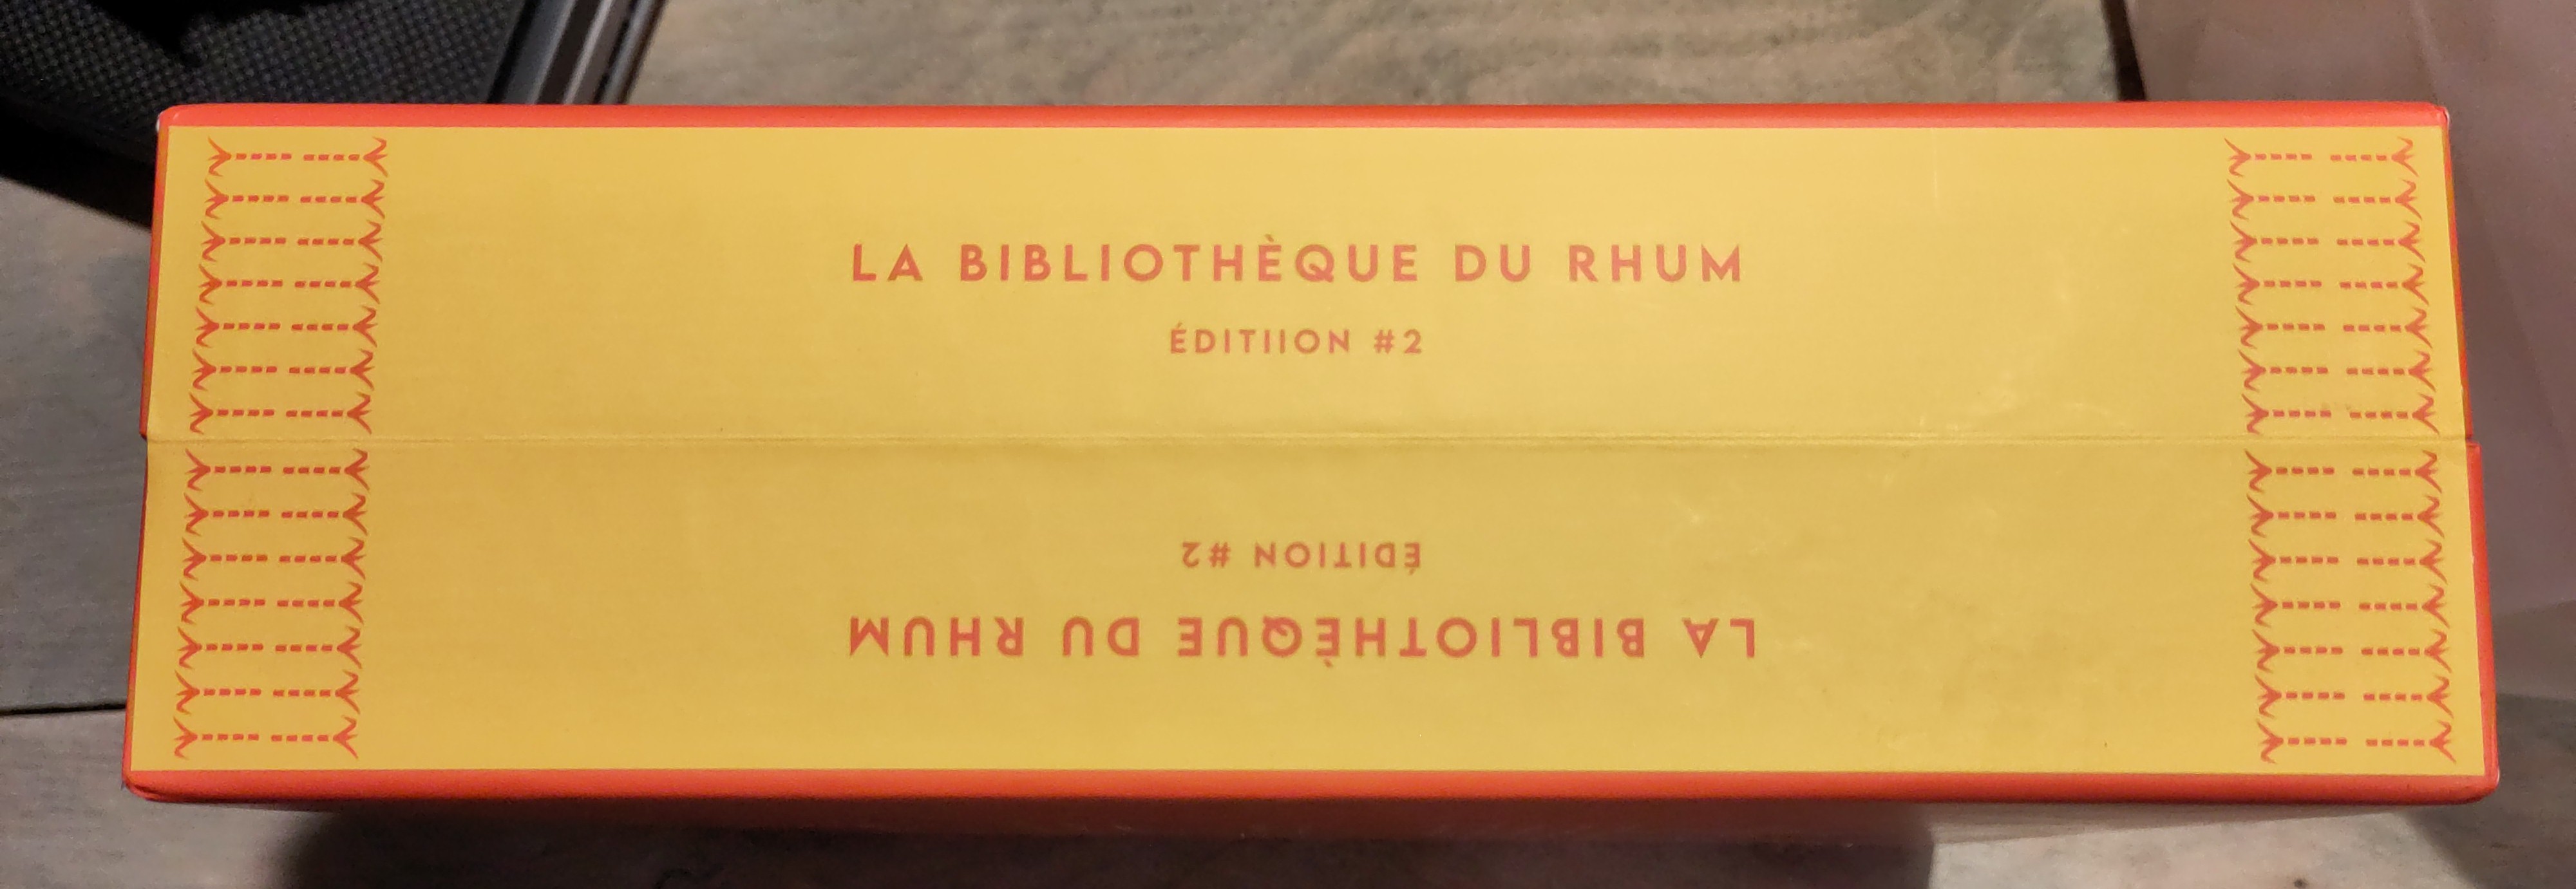 LA BIBLIOTHÈQUE DU RHUM
ÉDITIION #2
ÉDITION #2
LA BIBLIOTHÈQUE DU RHUM